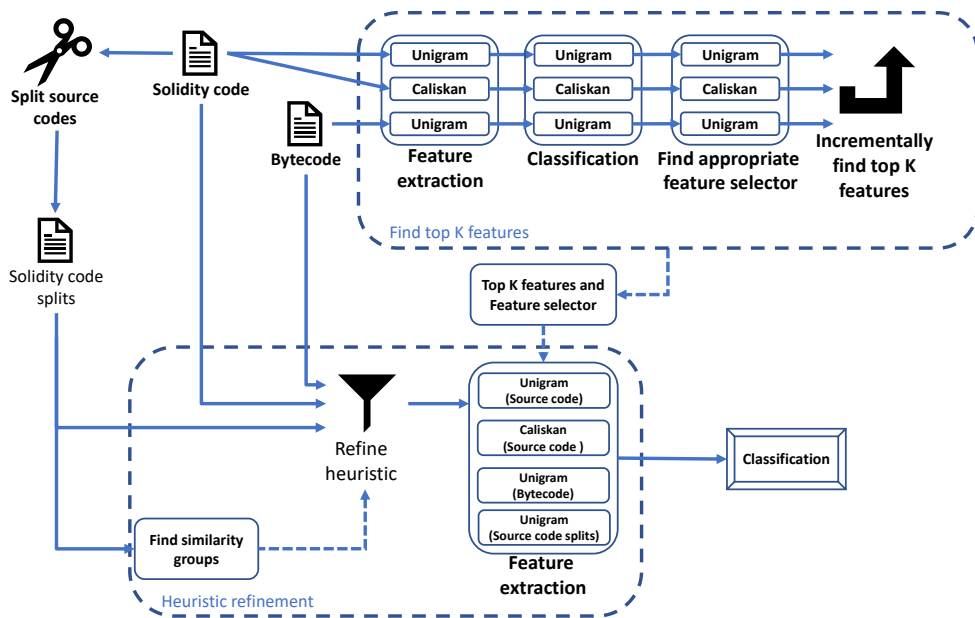 Split source
codes
Solidity code
Bytecode
Solidity code
splits
Unigram
Caliskan
Unigram
Feature
extraction
Unigram
Caliskan
Unigram
Classification
Unigram
Caliskan
Unigram
Find appropriate
feature selector
Incrementally
find top K
features
Find top K features
Top K features and
Feature selector
Refine
heuristic
Find similarity
groups
Heuristic refinement
Unigram
(Source code)
Caliskan
(Source code )
Unigram
(Bytecode)
Unigram
(Source code splits)
Feature
extraction
Classification